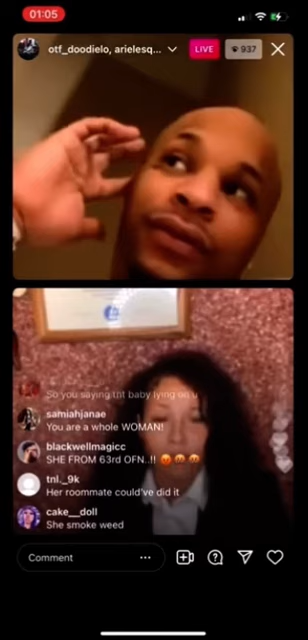 01:05
otf_doodielo, arielesq...
LIVE
937
So you saying tht baby lying on u
samiahjanae
You are a whole WOMAN!
blackwellmagicc
SHE FROM 63rd OFN..!! 😡😡😡
tnl._9k
Her roommate could've did it
cake__doll
She smoke weed
Comment